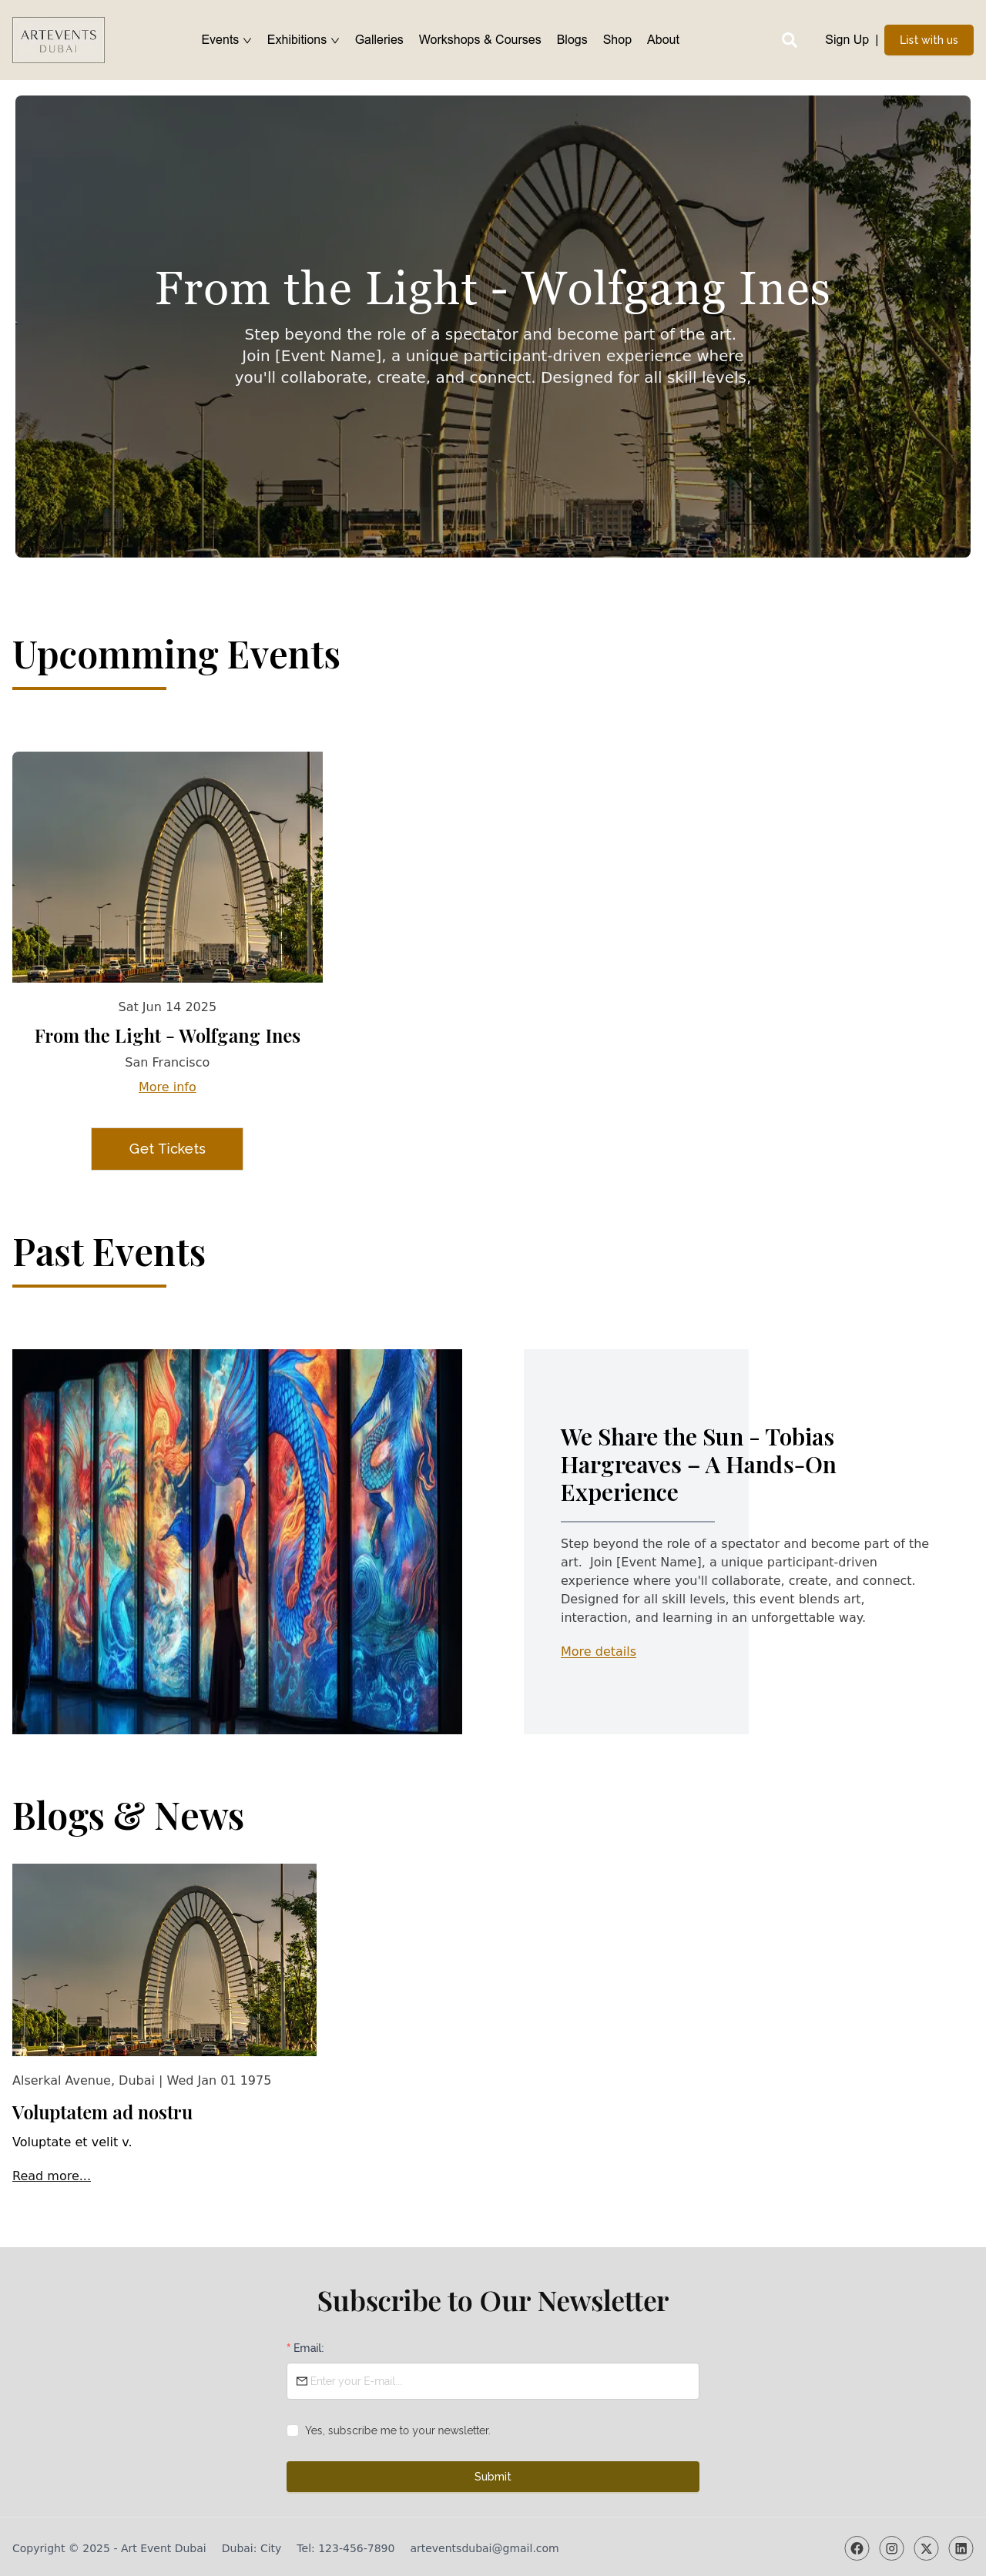 ARTEVENTS
DUBAI
Events
Exhibitions
Galleries
Workshops & Courses
Blogs
Shop
About
Sign Up |
List with us
From the Light - Wolfgang Ines
Step beyond the role of a spectator and become part of the art.
Join [Event Name], a unique participant-driven experience where
you'll collaborate, create, and connect. Designed for all skill levels,
Upcomming Events
Sat Jun 14 2025
From the Light - Wolfgang Ines
San Francisco
More info
Get Tickets
Past Events
We Share the Sun - Tobias
Hargreaves – A Hands-On
Experience
Step beyond the role of a spectator and become part of the
art.  Join [Event Name], a unique participant-driven
experience where you'll collaborate, create, and connect.
Designed for all skill levels, this event blends art,
interaction, and learning in an unforgettable way.
More details
Blogs & News
Alserkal Avenue, Dubai | Wed Jan 01 1975
Voluptatem ad nostru
Voluptate et velit v.
Read more...
Subscribe to Our Newsletter
* Email:
Enter your E-mail...
Yes, subscribe me to your newsletter.
Submit
Copyright © 2025 - Art Event Dubai
Dubai: City
Tel: 123-456-7890
arteventsdubai@gmail.com